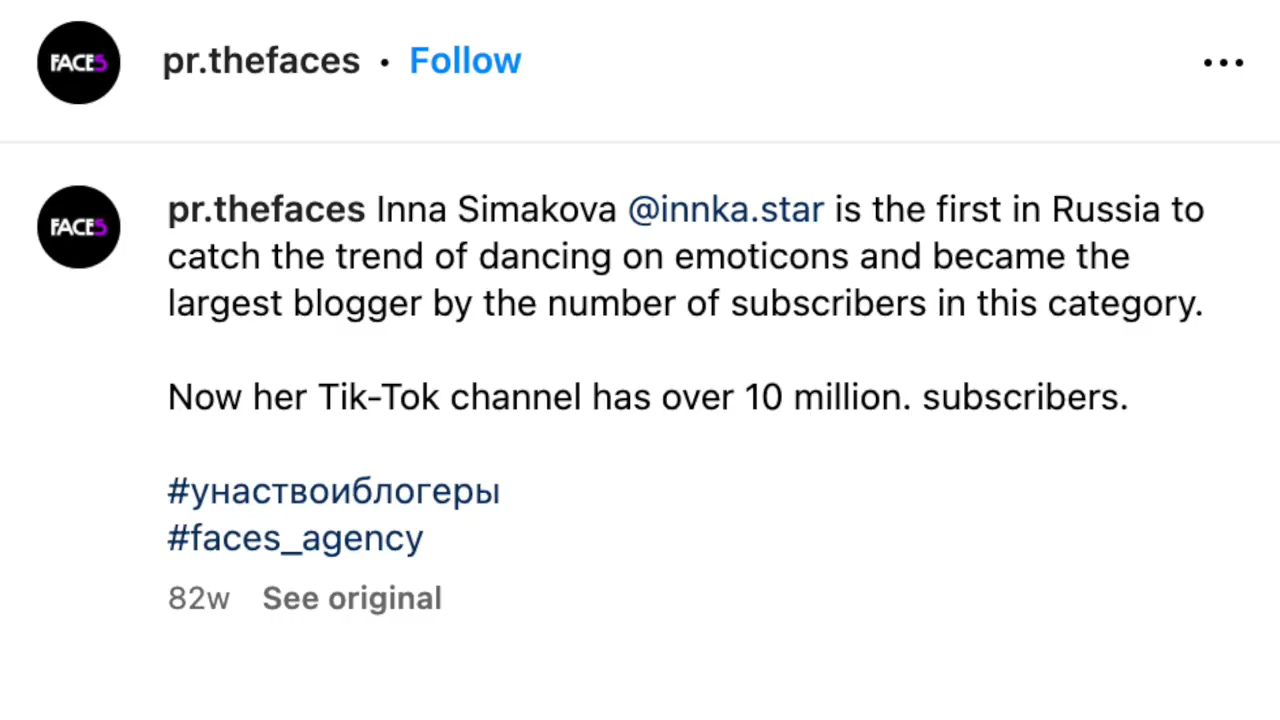 FACES
pr.thefaces • Follow
FACES
pr.thefaces Inna Simakova @innka.star is the first in Russia to
catch the trend of dancing on emoticons and became the
largest blogger by the number of subscribers in this category.
Now her Tik-Tok channel has over 10 million. subscribers.
#унаствоиблогеры
#faces_agency
82w See original